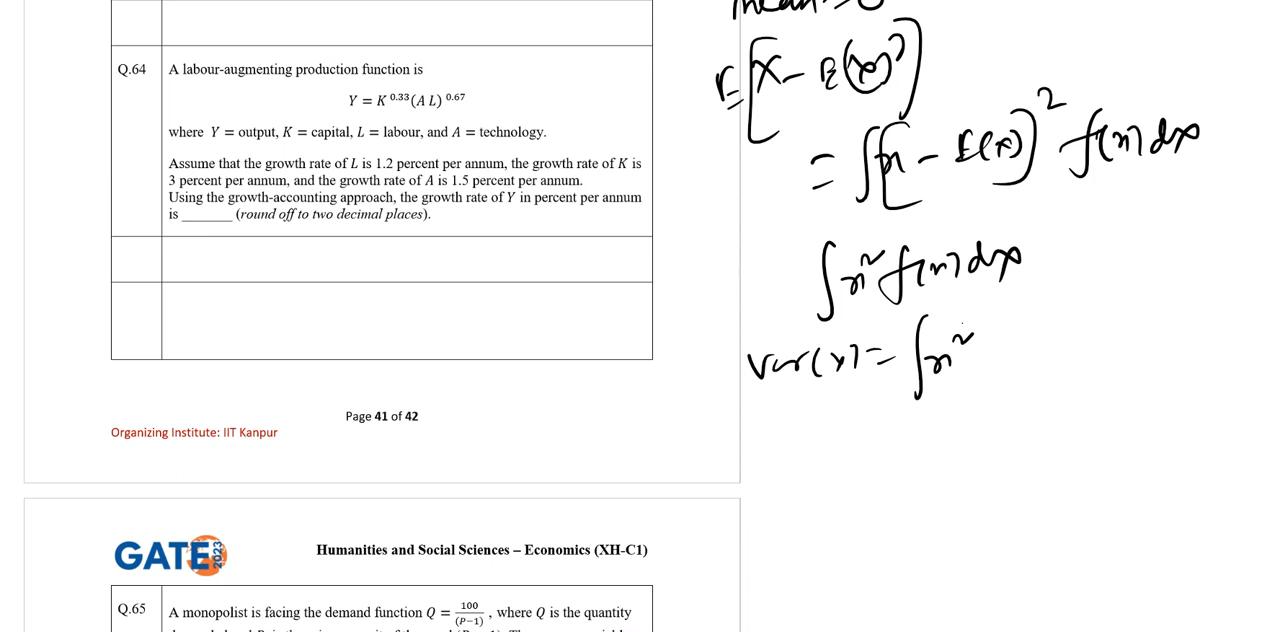 Q.64
A labour-augmenting production function is
Y = K^0.33 (A L)^0.67
where Y = output, K = capital, L = labour, and A = technology.
Assume that the growth rate of L is 1.2 percent per annum, the growth rate of K is
3 percent per annum, and the growth rate of A is 1.5 percent per annum.
Using the growth-accounting approach, the growth rate of Y in percent per annum
is _______ (round off to two decimal places).
Page 41 of 42
Organizing Institute: IIT Kanpur
GATE 2023
Humanities and Social Sciences – Economics (XH-C1)
Q.65
A monopolist is facing the demand function Q = 100/(P−1), where Q is the quantity
= ∫[x − E(x)]² f(x) dx
∫x² f(x) dx
Var(x) = ∫x²